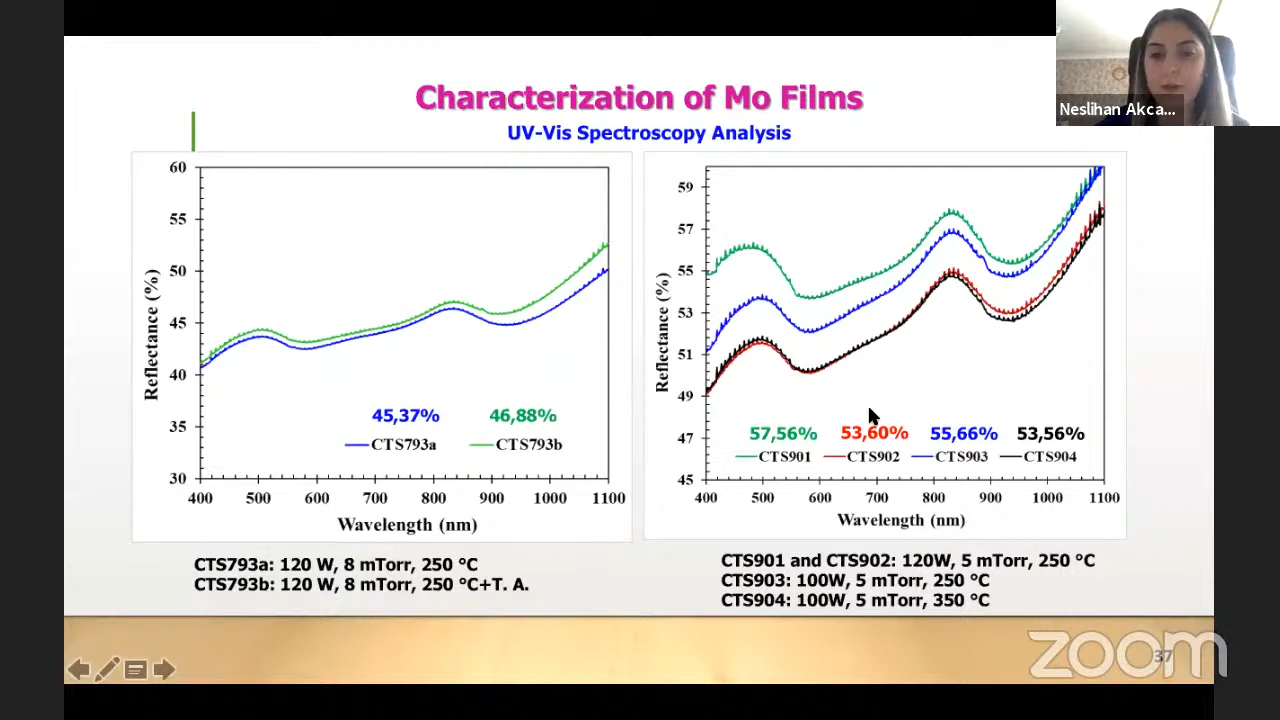 Characterization of Mo Films
UV-Vis Spectroscopy Analysis
Neslihan Akca...
60
55
50
45
40
35
30
Reflectance (%)
45,37% 46,88%
CTS793a CTS793b
400 500 600 700 800 900 1000 1100
Wavelength (nm)
59
57
55
53
51
49
47
45
Reflectance (%)
57,56% 53,60% 55,66% 53,56%
CTS901 CTS902 CTS903 CTS904
400 500 600 700 800 900 1000 1100
Wavelength (nm)
CTS793a: 120 W, 8 mTorr, 250 °C
CTS793b: 120 W, 8 mTorr, 250 °C+T. A.
CTS901 and CTS902: 120W, 5 mTorr, 250 °C
CTS903: 100W, 5 mTorr, 250 °C
CTS904: 100W, 5 mTorr, 350 °C
37
zoom